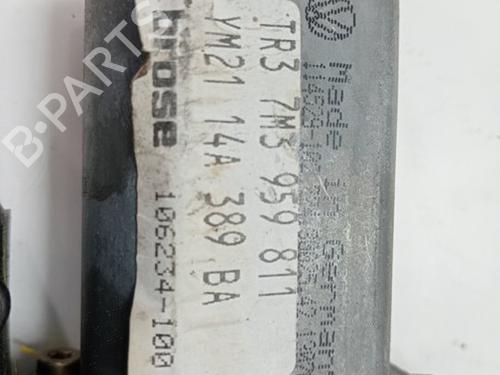 TR3 7M3 959 811
YM21 14A 389 BA
brose 106234-100
made in Germany
B-PARTS